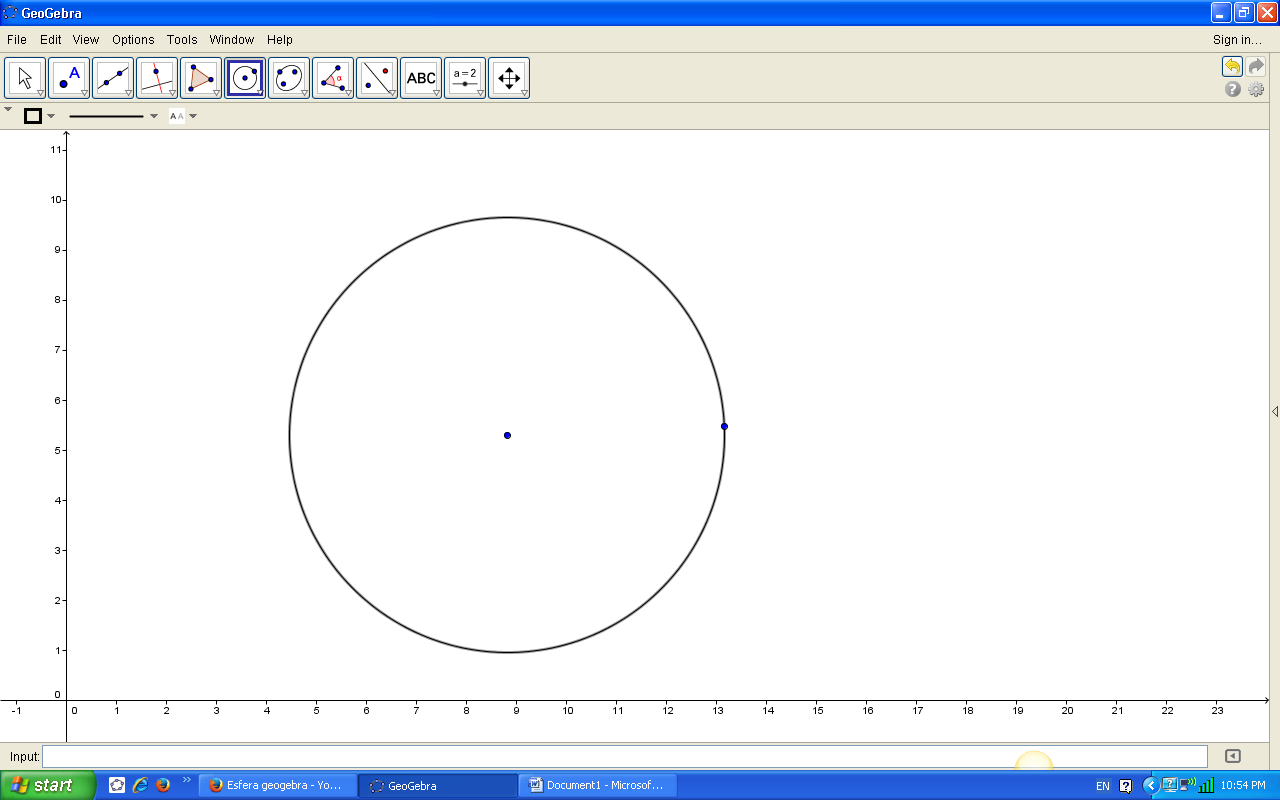 GeoGebra
File Edit View Options Tools Window Help Sign in...
A α ABC a=2
? 
A A
11
10
9
8
7
6
5
4
3
2
1
0
-1 0 1 2 3 4 5 6 7 8 9 10 11 12 13 14 15 16 17 18 19 20 21 22 23
Input:
start » Esfera geogebra - Yo... GeoGebra Document1 - Microsof... EN ? 10:54 PM